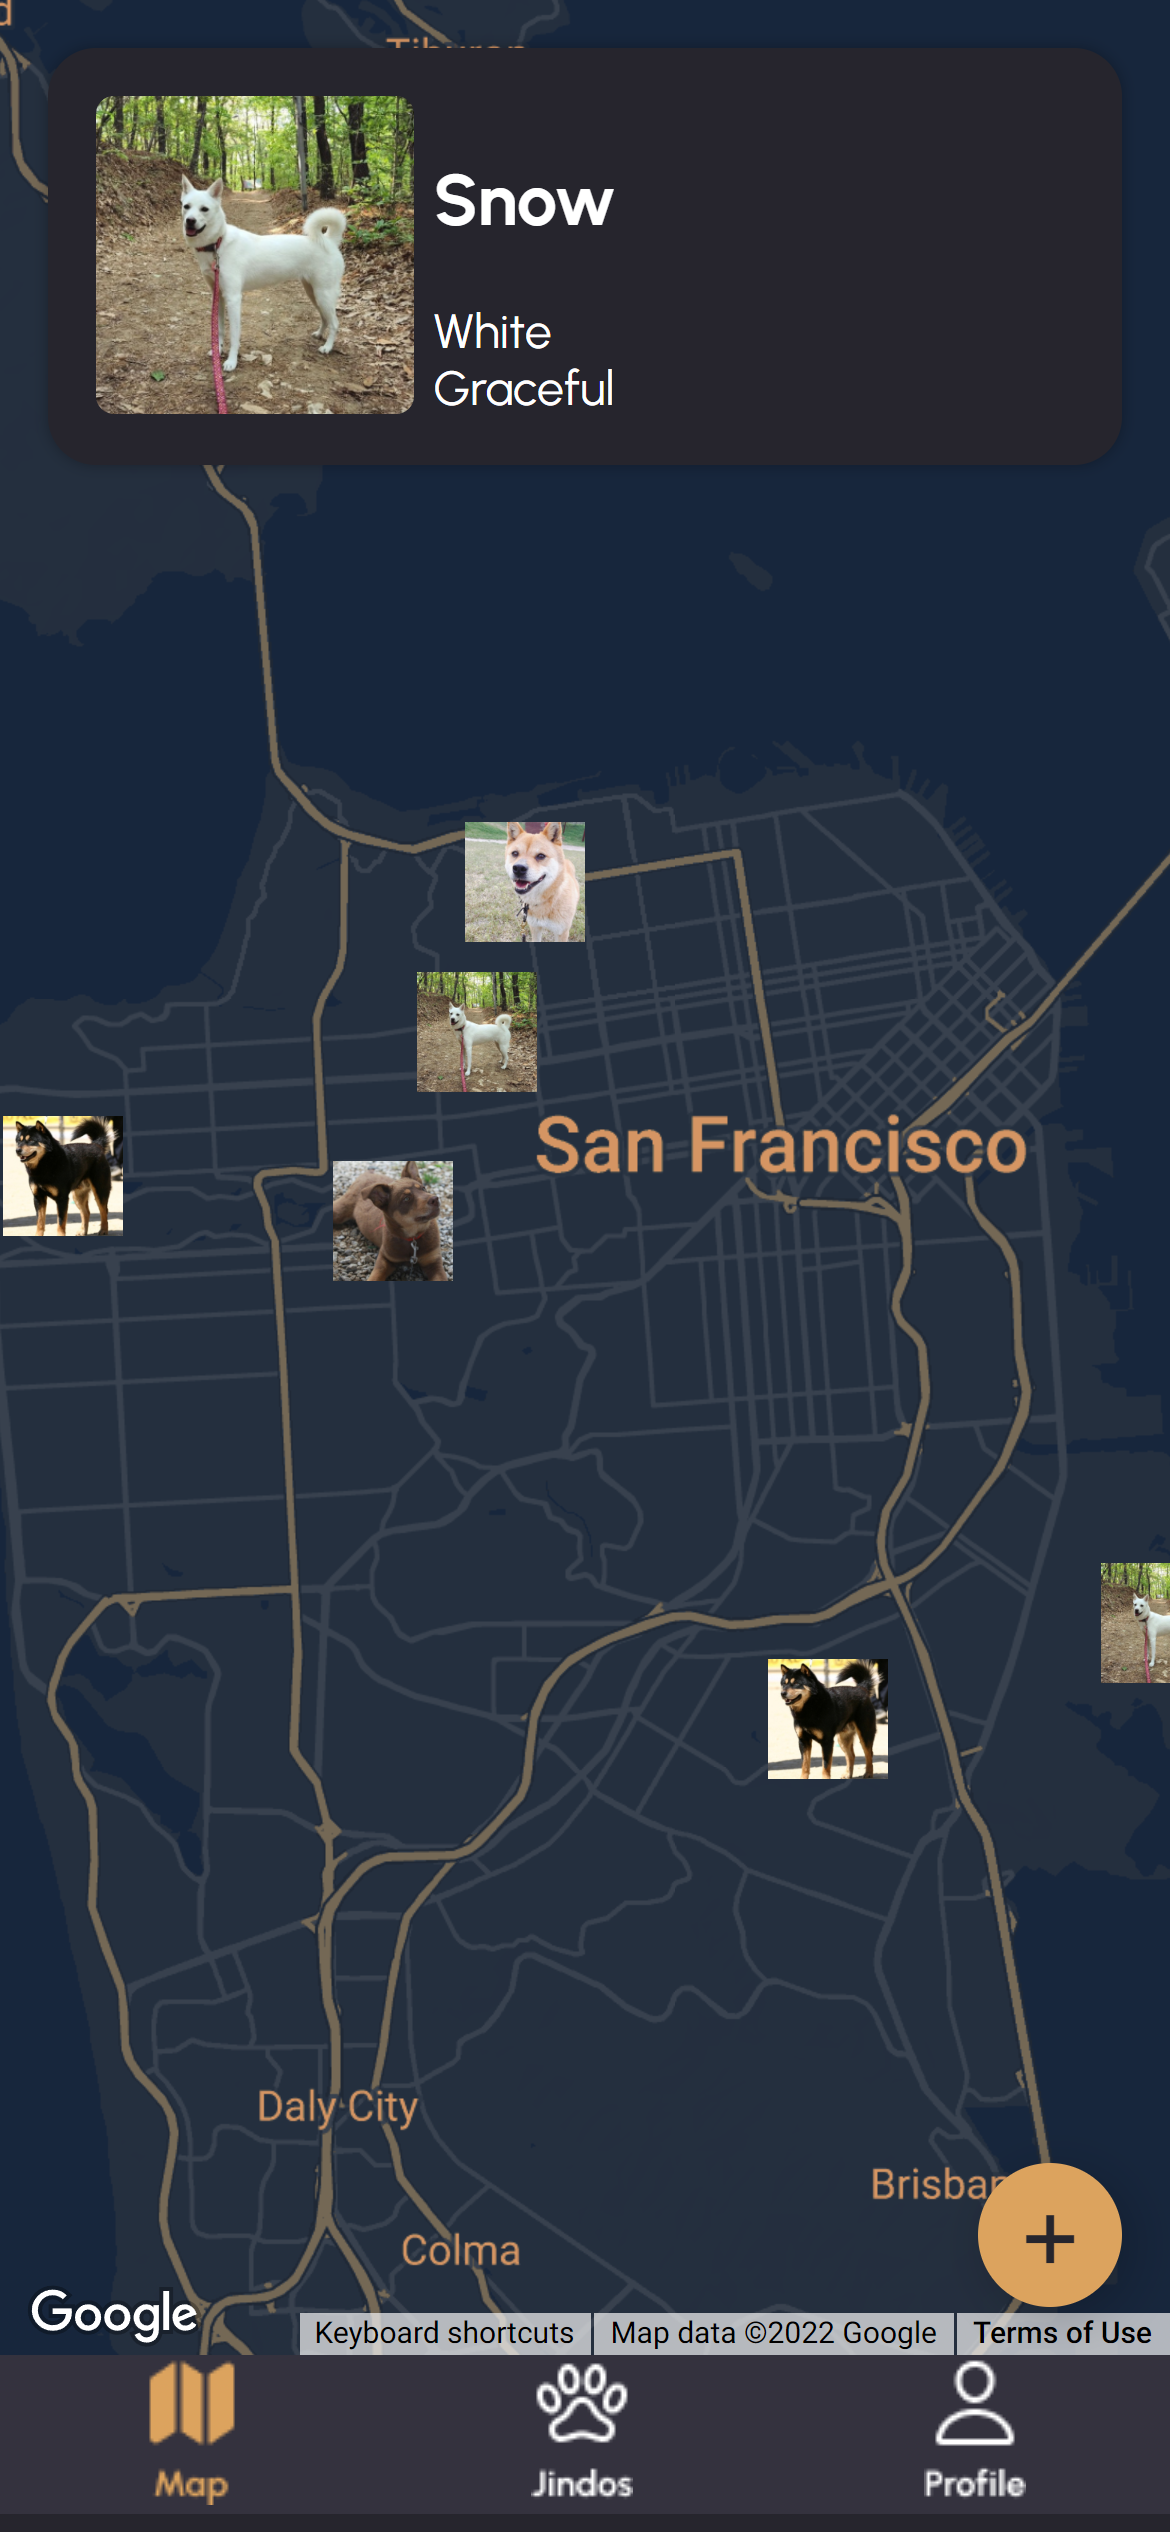 Snow
White
Graceful
San Francisco
Daly City
Colma
Google
Keyboard shortcuts
Map data ©2022 Google
Terms of Use
Map
Jindos
Profile